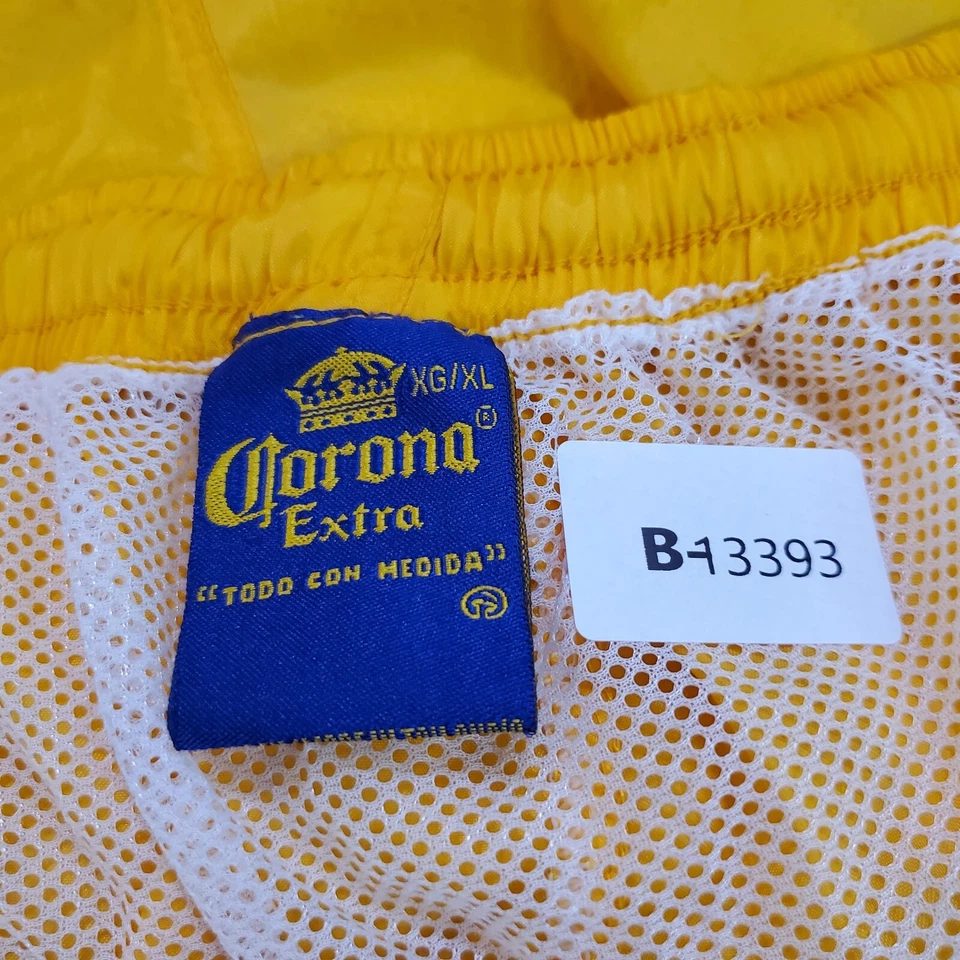 XG/XL
Corona®
Extra
“TODO CON MEDIDA”
B-13393